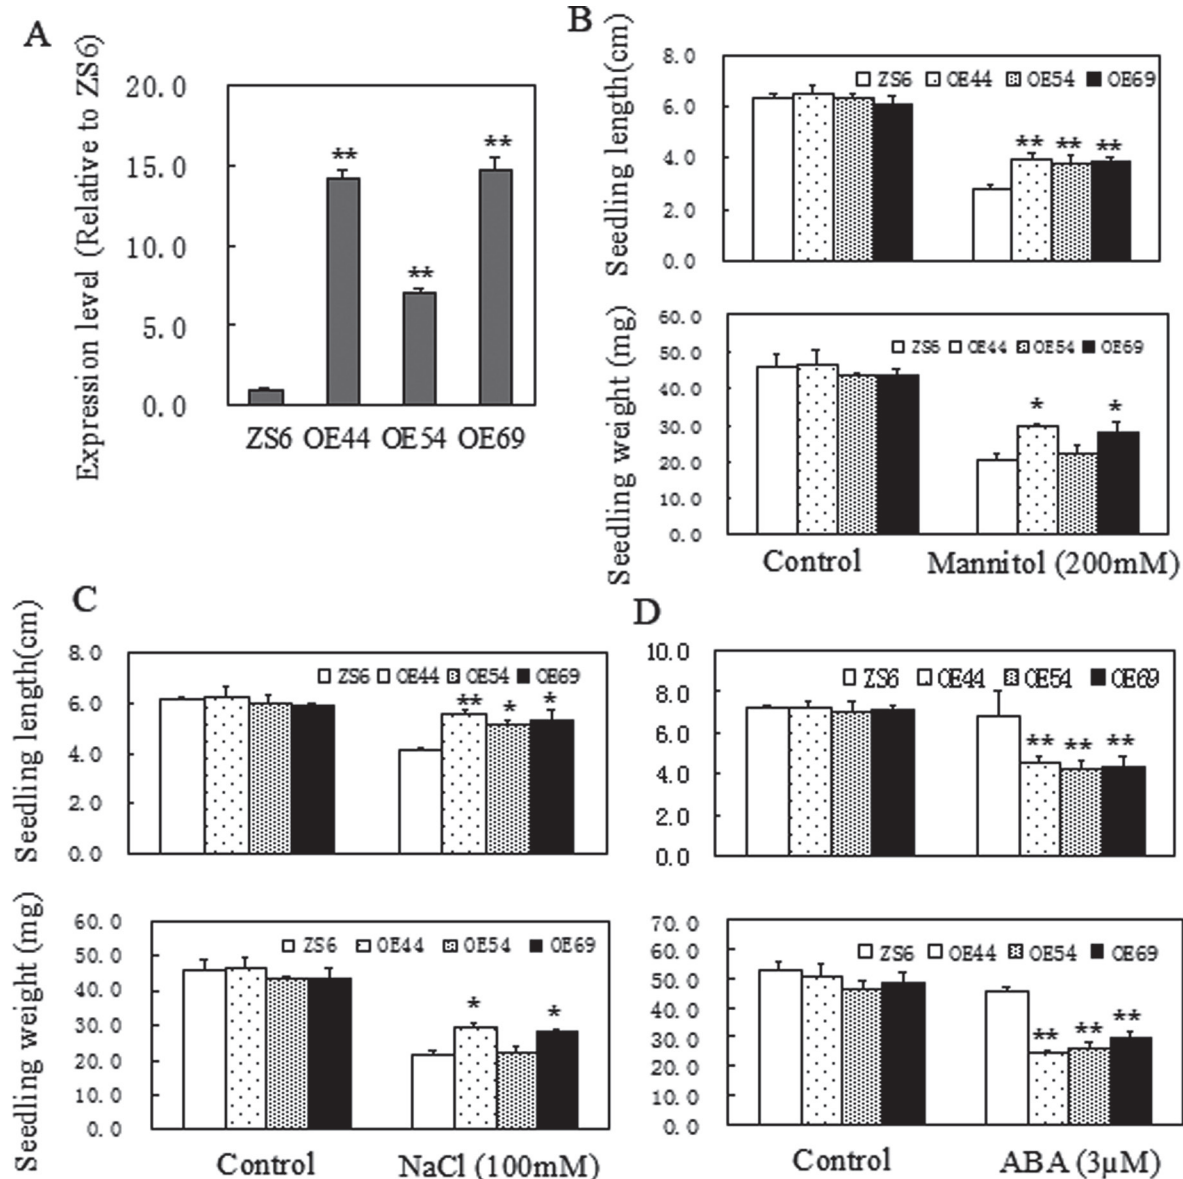 A
Expression level (Relative to ZS6)
20.0
15.0
10.0
5.0
0.0
**
**
**
ZS6 OE44 OE54 OE69
B
Seedling length(cm)
8.0
6.0
4.0
2.0
0.0
ZS6 OE44 OE54 OE69
** ** **
Seedling weight (mg)
60.0
50.0
40.0
30.0
20.0
10.0
0.0
ZS6 OE44 OE54 OE69
* *
Control Mannitol (200mM)
C
Seedling length(cm)
8.0
6.0
4.0
2.0
0.0
ZS6 OE44 OE54 OE69
** * *
Seedling weight (mg)
60.0
50.0
40.0
30.0
20.0
10.0
0.0
ZS6 OE44 OE54 OE69
* *
Control NaCl (100mM)
D
10.0
8.0
6.0
4.0
2.0
0.0
ZS6 OE44 OE54 OE69
** ** **
70.0
60.0
50.0
40.0
30.0
20.0
10.0
0.0
ZS6 OE44 OE54 OE69
** ** **
Control ABA (3μM)